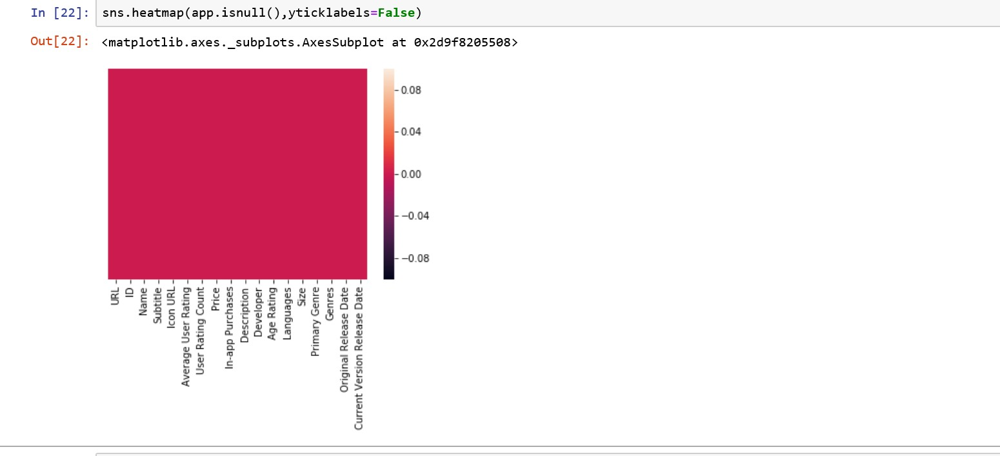 In [22]: sns.heatmap(app.isnull(),yticklabels=False)
Out[22]: <matplotlib.axes._subplots.AxesSubplot at 0x2d9f8205508>
0.08
0.04
0.00
−0.04
−0.08
URL
ID
Name
Subtitle
Icon URL
Average User Rating
User Rating Count
Price
In-app Purchases
Description
Developer
Age Rating
Languages
Size
Primary Genre
Genres
Original Release Date
Current Version Release Date